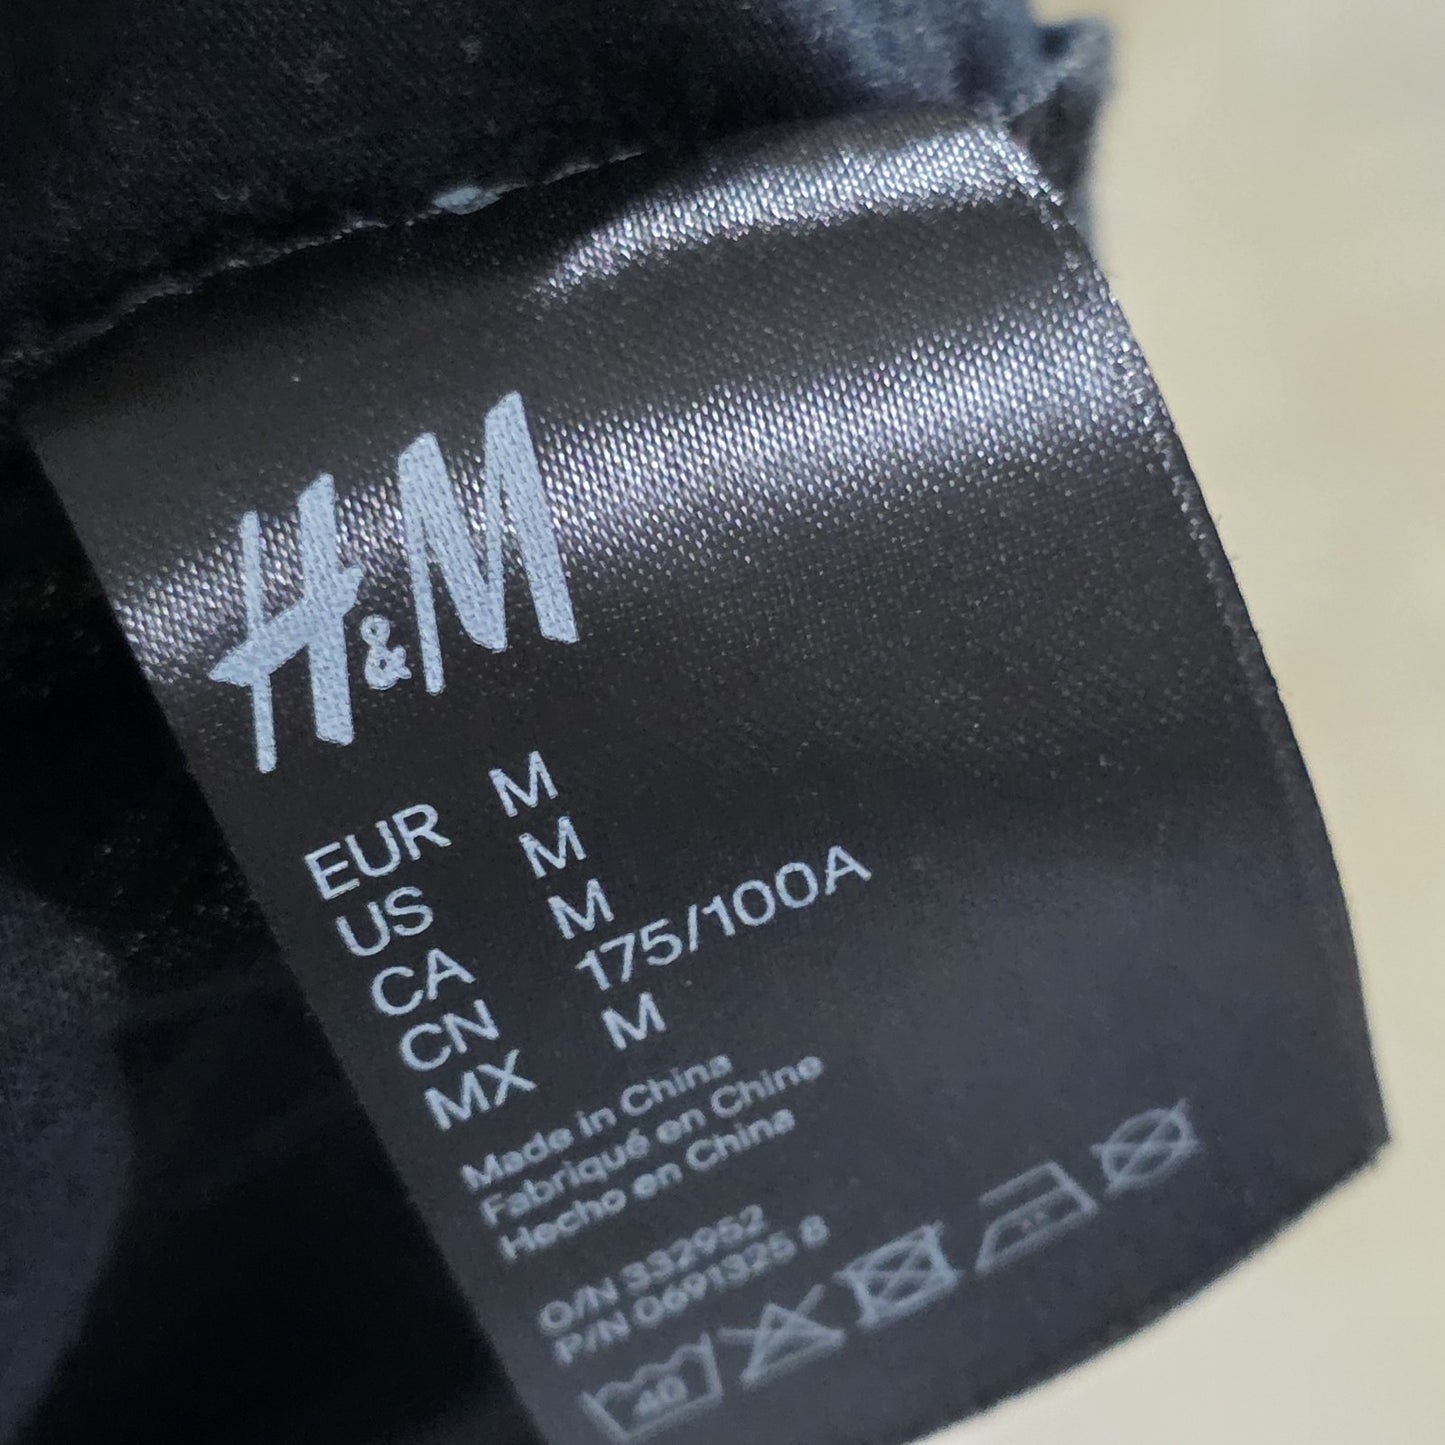 H&M
EUR M
US M
CA M
CN 175/100A
MX M
Made in China
Fabriqué en Chine
Hecho en China
O/N 332952
P/N 0691325 8
40